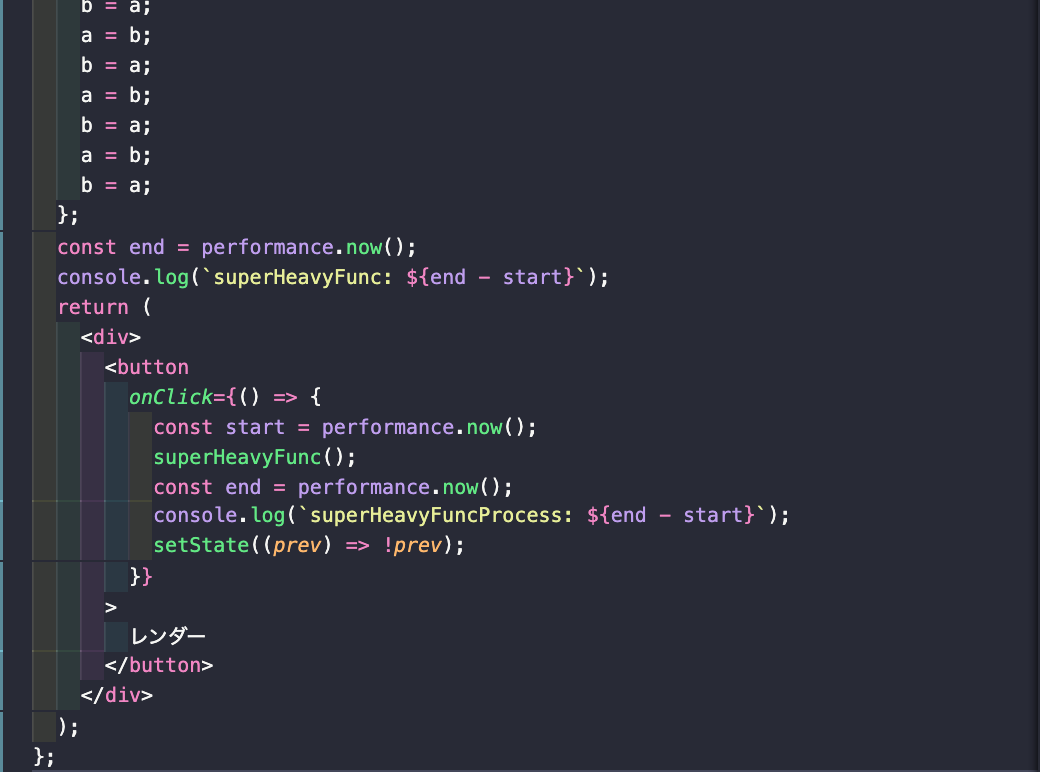 b = a;
a = b;
b = a;
a = b;
b = a;
a = b;
b = a;
};
const end = performance.now();
console.log(`superHeavyFunc: ${end - start}`);
return (
<div>
<button
onClick={() => {
const start = performance.now();
superHeavyFunc();
const end = performance.now();
console.log(`superHeavyFuncProcess: ${end - start}`);
setState((prev) => !prev);
}}
>
レンダー
</button>
</div>
);
};